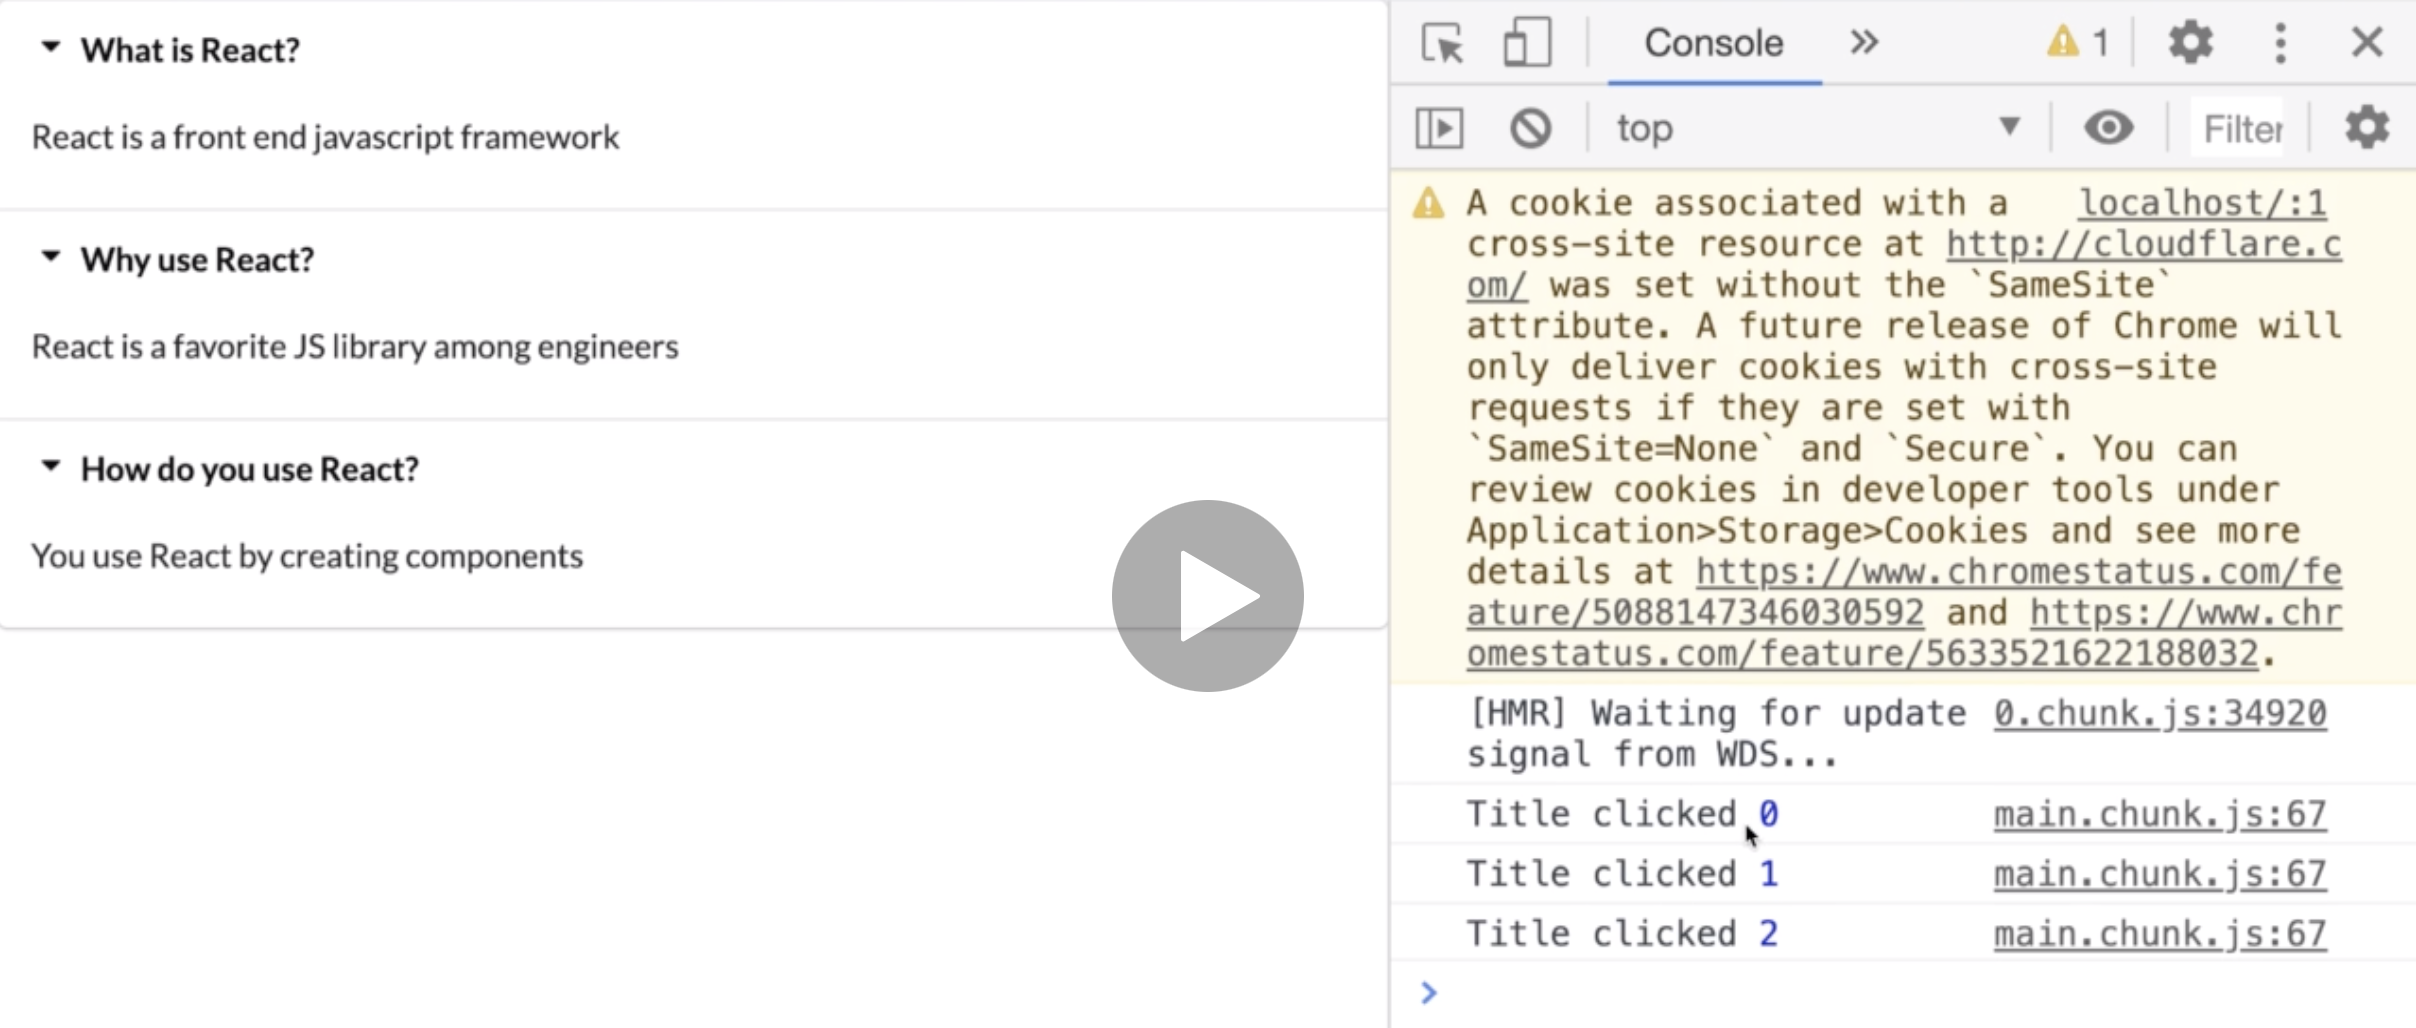 What is React?
React is a front end javascript framework
Why use React?
React is a favorite JS library among engineers
How do you use React?
You use React by creating components
Console
1
top
Filter
A cookie associated with a localhost/:1
cross-site resource at http://cloudflare.c
om/ was set without the `SameSite`
attribute. A future release of Chrome will
only deliver cookies with cross-site
requests if they are set with
`SameSite=None` and `Secure`. You can
review cookies in developer tools under
Application>Storage>Cookies and see more
details at https://www.chromestatus.com/fe
ature/5088147346030592 and https://www.chr
omestatus.com/feature/5633521622188032.
[HMR] Waiting for update 0.chunk.js:34920
signal from WDS...
Title clicked 0 main.chunk.js:67
Title clicked 1 main.chunk.js:67
Title clicked 2 main.chunk.js:67